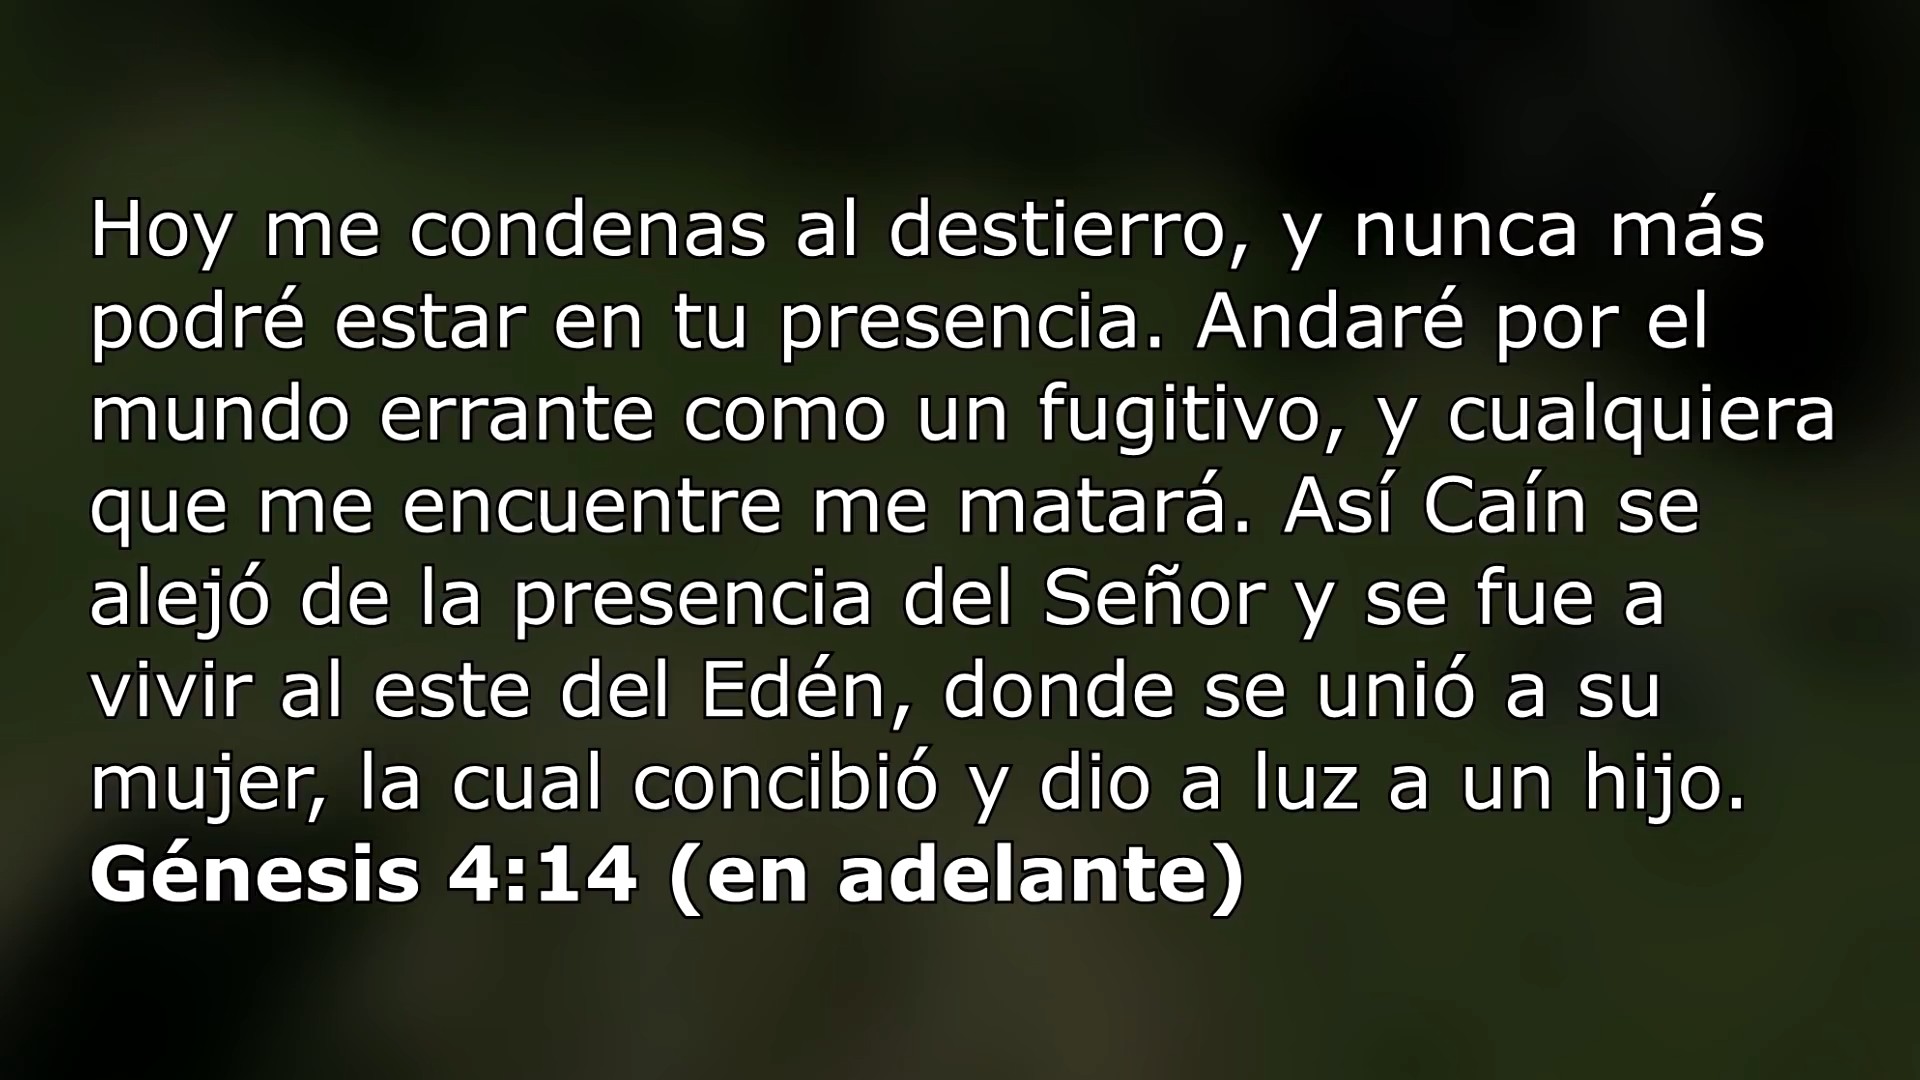 Hoy me condenas al destierro, y nunca más
podré estar en tu presencia. Andaré por el
mundo errante como un fugitivo, y cualquiera
que me encuentre me matará. Así Caín se
alejó de la presencia del Señor y se fue a
vivir al este del Edén, donde se unió a su
mujer, la cual concibió y dio a luz a un hijo.
Génesis 4:14 (en adelante)